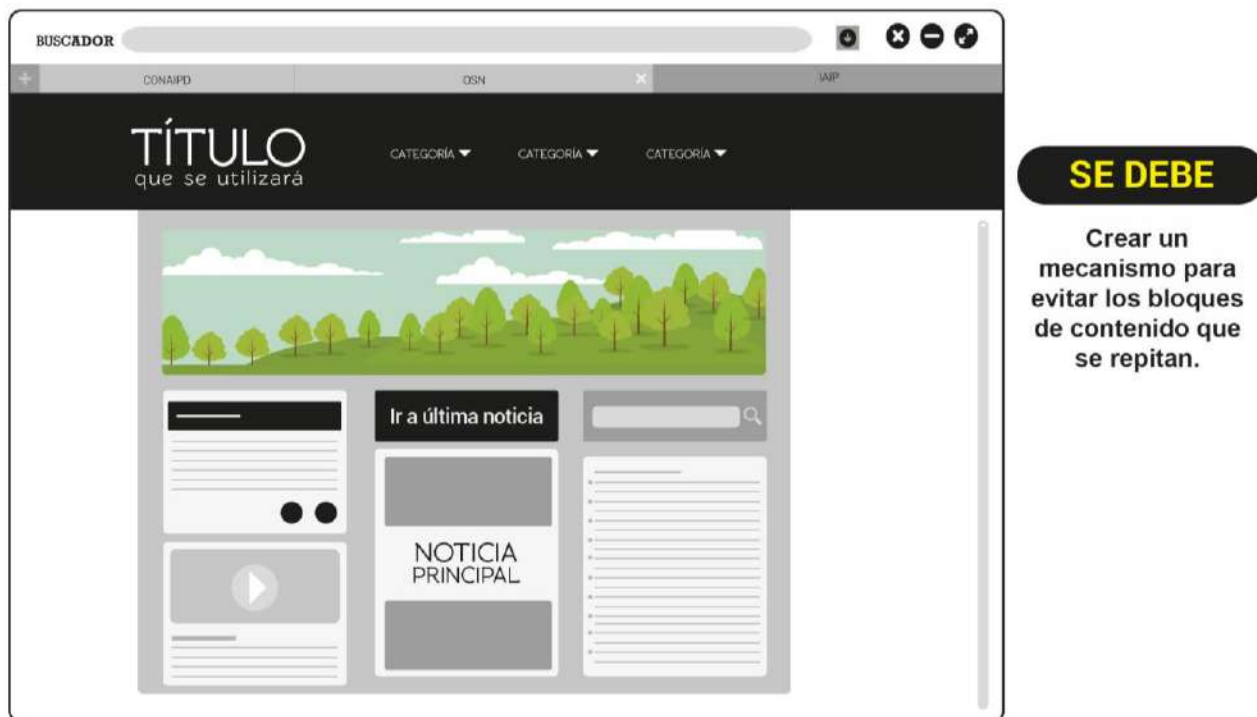 BUSCADOR
CONAIPD
OSN
IAIP
TÍTULO
que se utilizará
CATEGORÍA
CATEGORÍA
CATEGORÍA
SE DEBE
Crear un
mecanismo para
evitar los bloques
de contenido que
se repitan.
Ir a última noticia
NOTICIA
PRINCIPAL